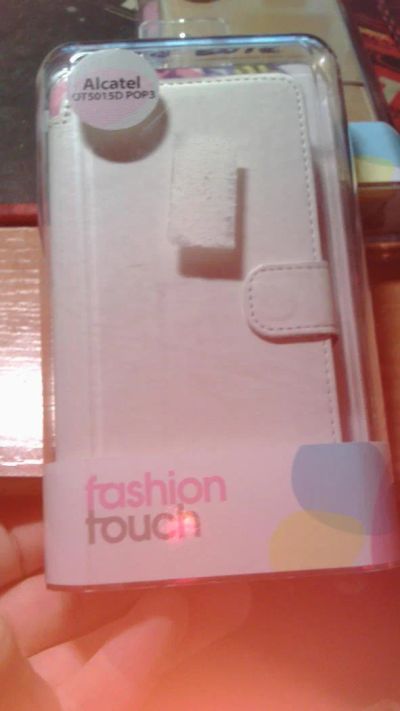 Alcatel
OT5015D POP3
fashion
touch